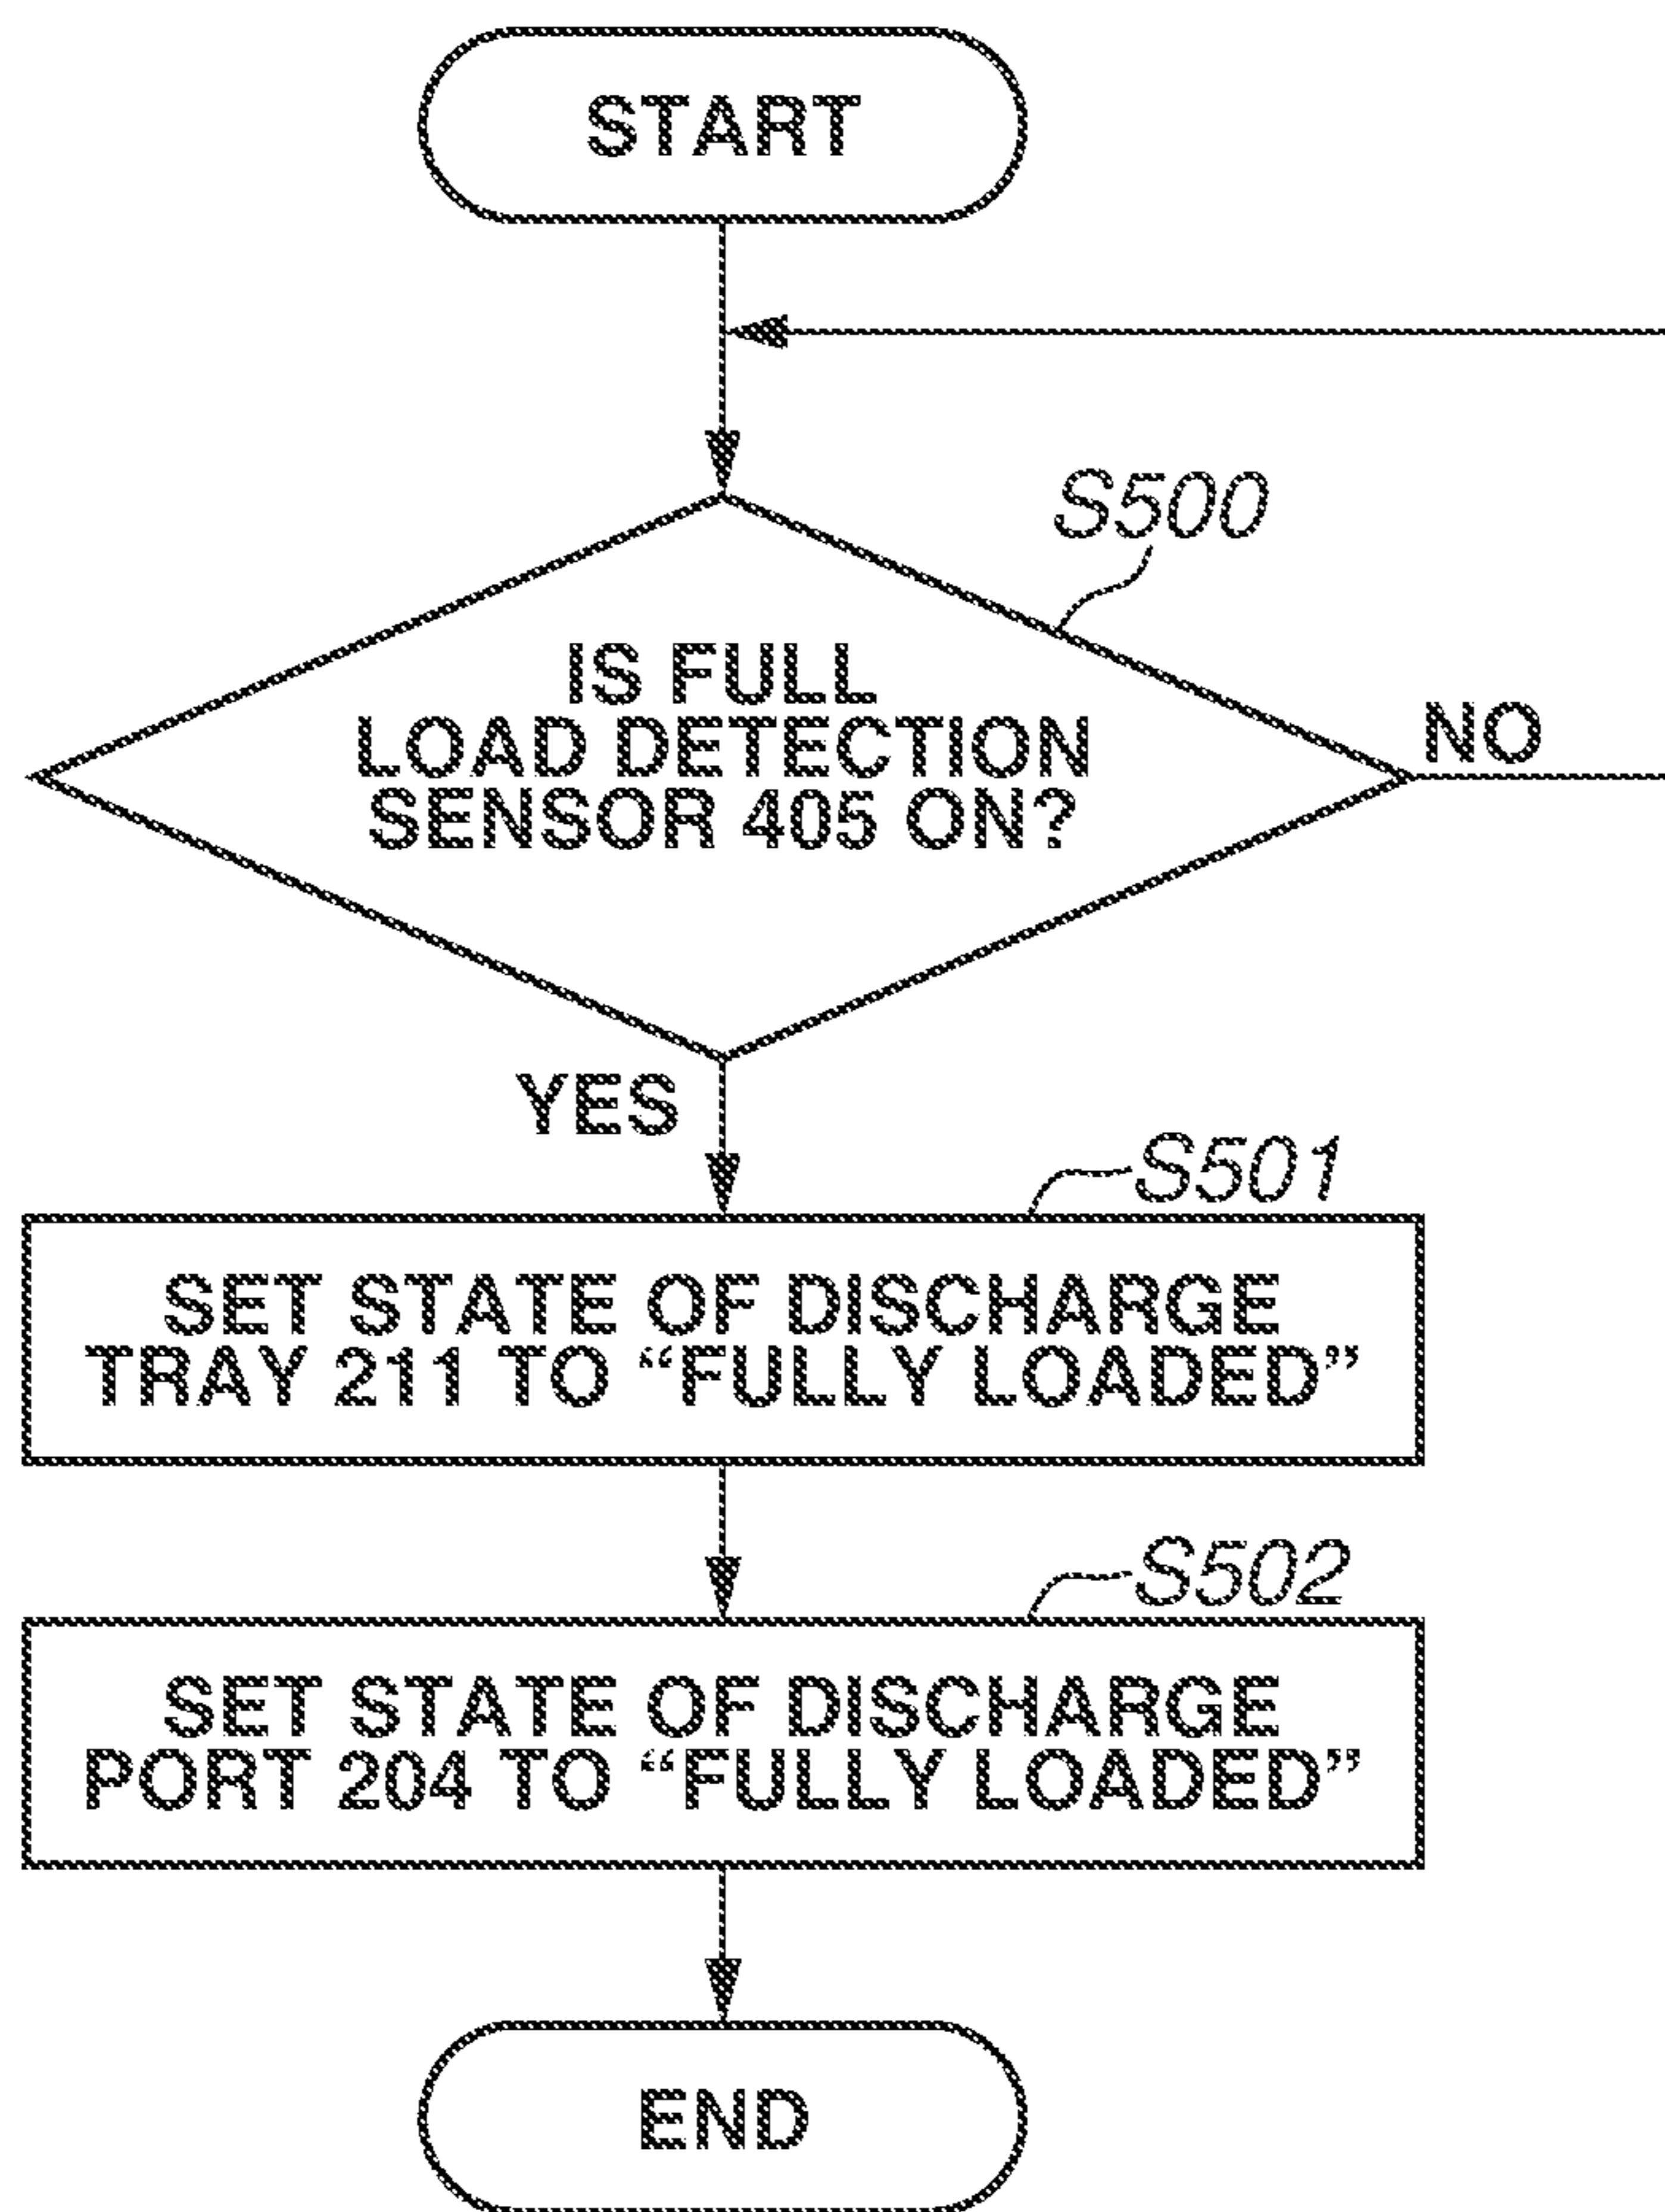 START
S500
IS FULL
LOAD DETECTION
SENSOR 405 ON?
NO
YES
S501
SET STATE OF DISCHARGE
TRAY 211 TO “FULLY LOADED”
S502
SET STATE OF DISCHARGE
PORT 204 TO “FULLY LOADED”
END